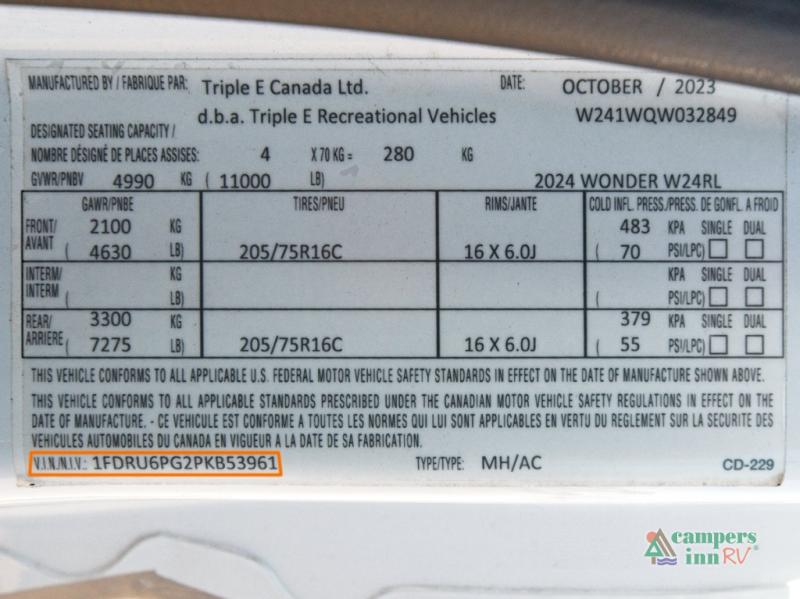 MANUFACTURED BY / FABRIQUE PAR: Triple E Canada Ltd. DATE: OCTOBER / 2023
d.b.a. Triple E Recreational Vehicles W241WQW032849
DESIGNATED SEATING CAPACITY /
NOMBRE DÉSIGNÉ DE PLACES ASSISES: 4 X 70 KG = 280 KG
GVWR/PNBV 4990 KG ( 11000 LB) 2024 WONDER W24RL
GAWR/PNBE TIRES/PNEU RIMS/JANTE COLD INFL. PRESS./PRESS. DE GONFL. A FROID
FRONT/ 2100 KG 483 KPA SINGLE DUAL
AVANT ( 4630 LB) 205/75R16C 16 X 6.0J ( 70 PSI/LPC)
INTERM/ KG KPA SINGLE DUAL
INTERM ( LB) ( PSI/LPC)
REAR/ 3300 KG 379 KPA SINGLE DUAL
ARRIERE ( 7275 LB) 205/75R16C 16 X 6.0J ( 55 PSI/LPC)
THIS VEHICLE CONFORMS TO ALL APPLICABLE U.S. FEDERAL MOTOR VEHICLE SAFETY STANDARDS IN EFFECT ON THE DATE OF MANUFACTURE SHOWN ABOVE.
THIS VEHICLE CONFORMS TO ALL APPLICABLE STANDARDS PRESCRIBED UNDER THE CANADIAN MOTOR VEHICLE SAFETY REGULATIONS IN EFFECT ON THE
DATE OF MANUFACTURE. - CE VEHICULE EST CONFORME A TOUTES LES NORMES QUI LUI SONT APPLICABLES EN VERTU DU REGLEMENT SUR LA SECURITE DES
VEHICULES AUTOMOBILES DU CANADA EN VIGUEUR A LA DATE DE SA FABRICATION.
V.I.N./N.I.V.: 1FDRU6PG2PKB53961 TYPE/TYPE: MH/AC CD-229
campers
inn RV®